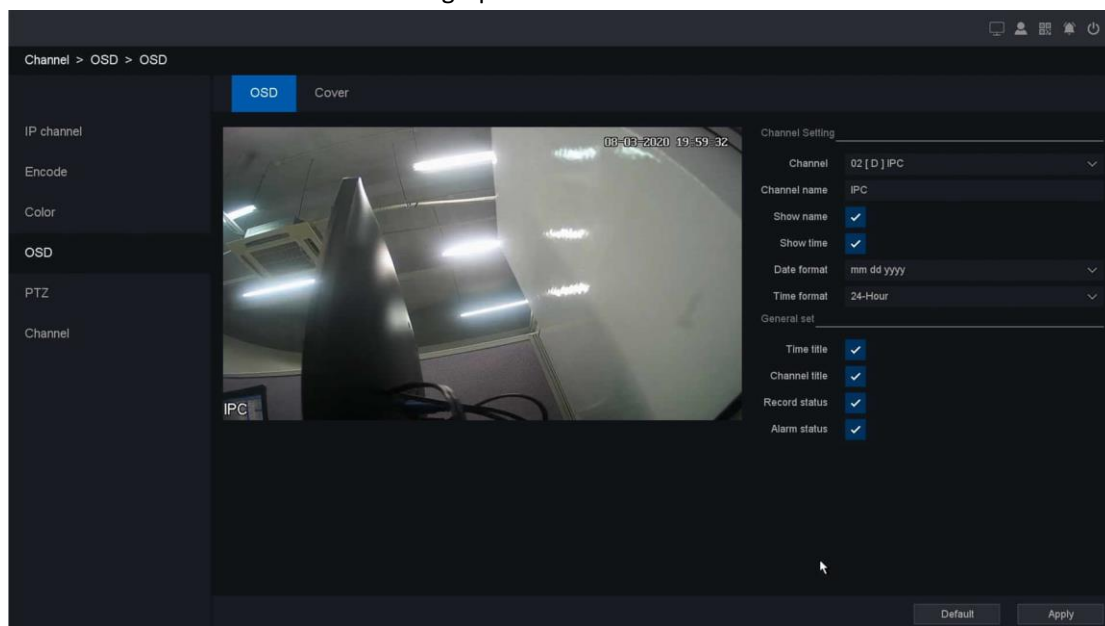 Channel > OSD > OSD
OSD Cover
IP channel
Encode
Color
OSD
PTZ
Channel
08-03-2020 19:59:32
IPC
Channel Setting
Channel 02 [ D ] IPC
Channel name IPC
Show name
Show time
Date format mm dd yyyy
Time format 24-Hour
General set
Time title
Channel title
Record status
Alarm status
Default Apply